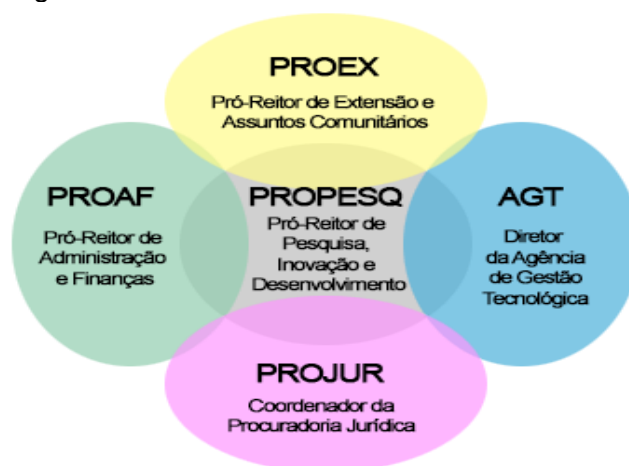 PROEX
Pró-Reitor de Extensão e
Assuntos Comunitários
PROAF
Pró-Reitor de
Administração
e Finanças
PROPESQ
Pró-Reitor de
Pesquisa,
Inovação e
Desenvolvimento
AGT
Diretor
da Agência
de Gestão
Tecnológica
PROJUR
Coordenador da
Procuradoria Jurídica